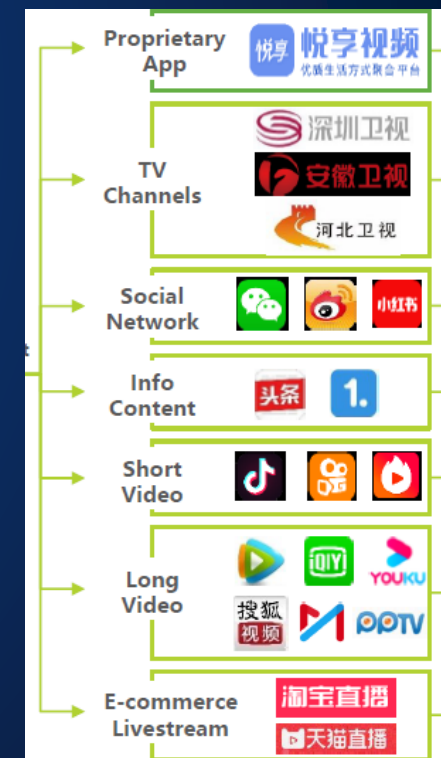 Proprietary
App
悦享
悦享视频
优质生活方式聚合平台
TV
Channels
深圳卫视
安徽卫视
河北卫视
Social
Network
小红书
Info
Content
头条
1.
Short
Video
Long
Video
iQIYI
YOUKU
搜狐
视频
PPTV
E-commerce
Livestream
淘宝直播
天猫直播